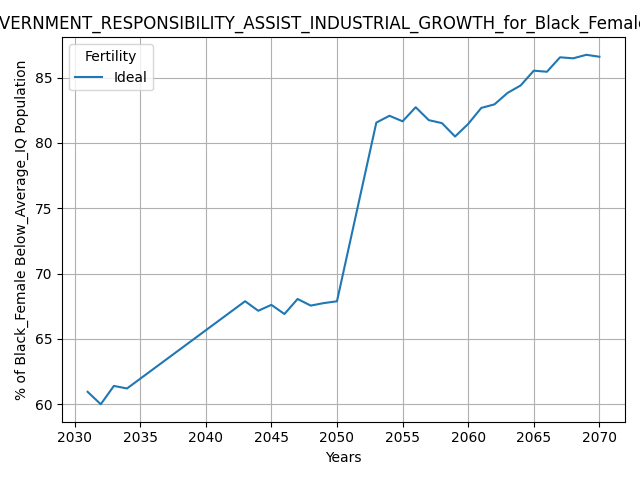 VERNMENT_RESPONSIBILITY_ASSIST_INDUSTRIAL_GROWTH_for_Black_Female
Fertility
Ideal
% of Black_Female Below_Average_IQ Population
85
80
75
70
65
60
2030 2035 2040 2045 2050 2055 2060 2065 2070
Years